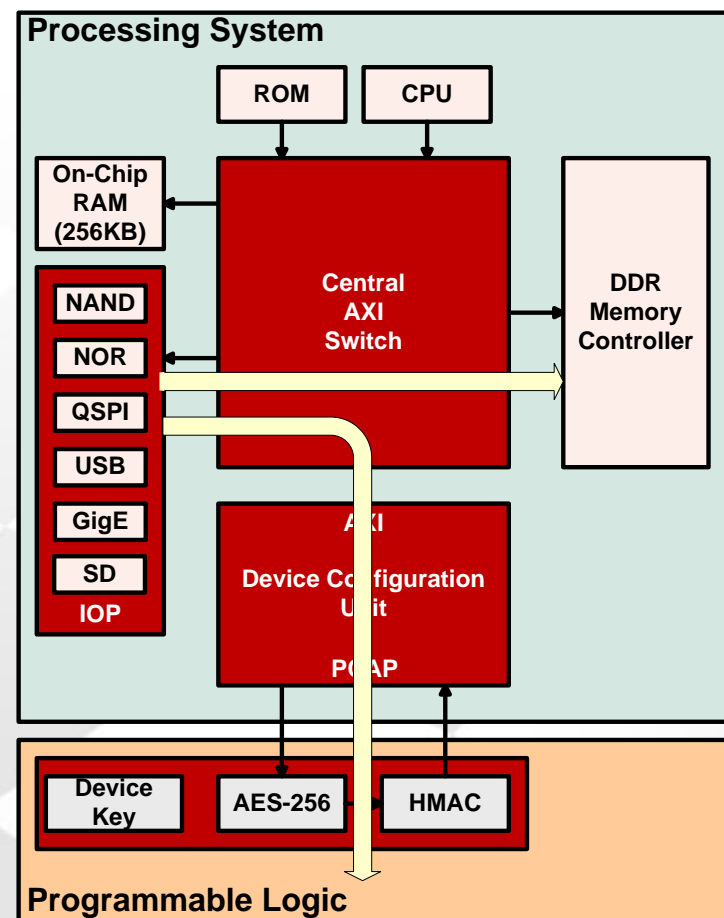 Processing System
ROM
CPU
On-Chip
RAM
(256KB)
Central
AXI
Switch
DDR
Memory
Controller
NAND
NOR
QSPI
USB
GigE
SD
IOP
AXI
Device Configuration
Unit
PCAP
Device
Key
AES-256
HMAC
Programmable Logic